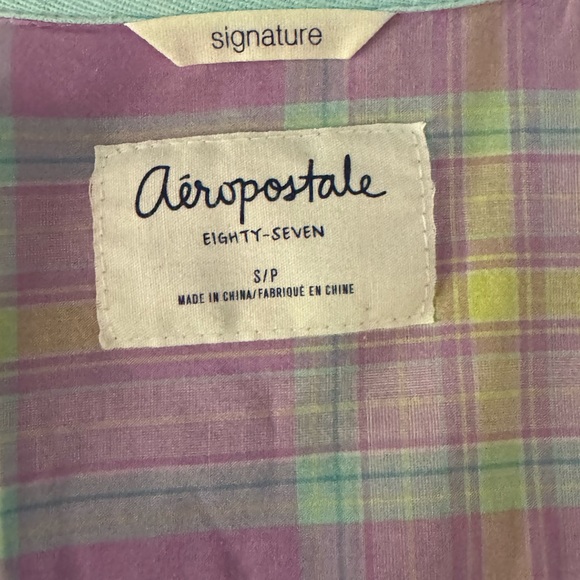 signature
aéropostale
EIGHTY-SEVEN
S/P
MADE IN CHINA/FABRIQUÉ EN CHINE